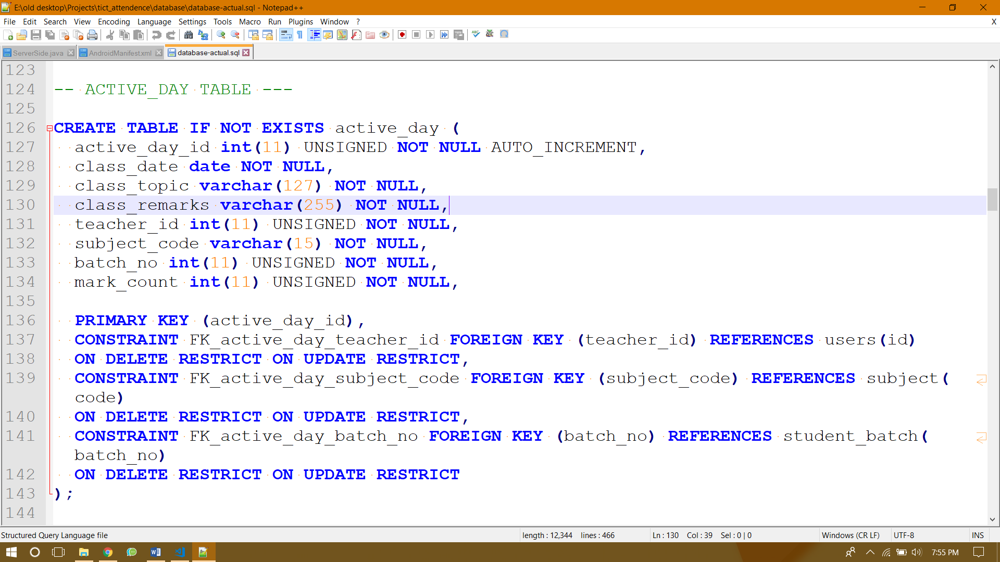 E:\old desktop\Projects\tict_attendence\database\database-actual.sql - Notepad++
File Edit Search View Encoding Language Settings Tools Macro Run Plugins Window ? X
ServerSide.java AndroidManifest.xml database-actual.sql
123
124 -- ACTIVE_DAY TABLE ---
125
126 CREATE TABLE IF NOT EXISTS active_day (
127 active_day_id int(11) UNSIGNED NOT NULL AUTO_INCREMENT,
128 class_date date NOT NULL,
129 class_topic varchar(127) NOT NULL,
130 class_remarks varchar(255) NOT NULL,
131 teacher_id int(11) UNSIGNED NOT NULL,
132 subject_code varchar(15) NOT NULL,
133 batch_no int(11) UNSIGNED NOT NULL,
134 mark_count int(11) UNSIGNED NOT NULL,
135
136 PRIMARY KEY (active_day_id),
137 CONSTRAINT FK_active_day_teacher_id FOREIGN KEY (teacher_id) REFERENCES users(id)
138 ON DELETE RESTRICT ON UPDATE RESTRICT,
139 CONSTRAINT FK_active_day_subject_code FOREIGN KEY (subject_code) REFERENCES subject(
code)
140 ON DELETE RESTRICT ON UPDATE RESTRICT,
141 CONSTRAINT FK_active_day_batch_no FOREIGN KEY (batch_no) REFERENCES student_batch(
batch_no)
142 ON DELETE RESTRICT ON UPDATE RESTRICT
143 );
144
Structured Query Language file length : 12,344 lines : 466 Ln : 130 Col : 39 Sel : 0 | 0 Windows (CR LF) UTF-8 INS
7:55 PM